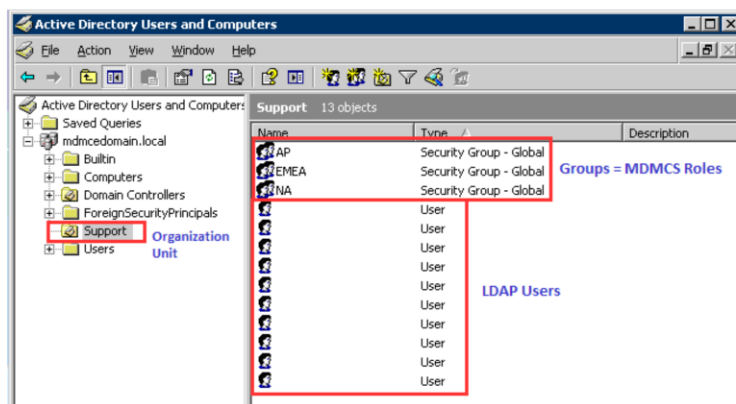 Active Directory Users and Computers
File Action View Window Help
Active Directory Users and Computers
Support 13 objects
Saved Queries
mdmcedomain.local
Builtin
Computers
Domain Controllers
ForeignSecurityPrincipals
Support
Users
Organization
Unit
Name Type Description
AP Security Group - Global
EMEA Security Group - Global
NA Security Group - Global
User
User
User
User
User
User
User
User
User
User
Groups = MDMCS Roles
LDAP Users